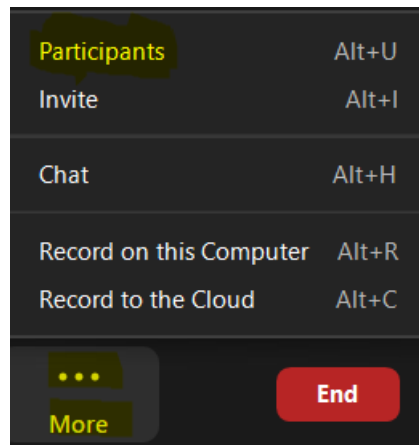 Participants Alt+U
Invite Alt+I
Chat Alt+H
Record on this Computer Alt+R
Record to the Cloud Alt+C
More
End